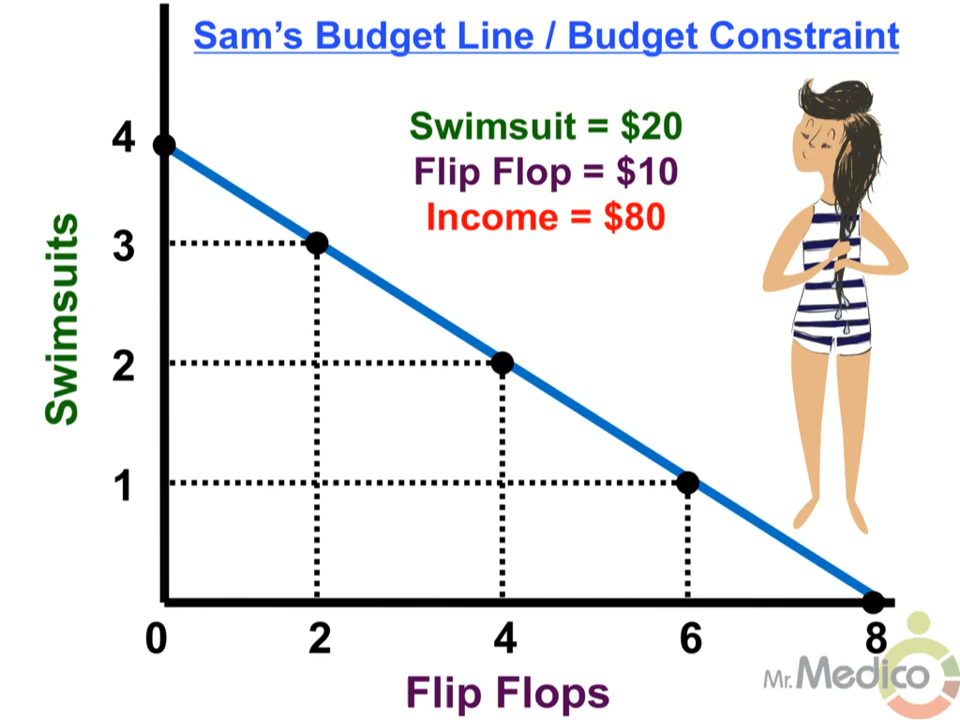 Sam's Budget Line / Budget Constraint
Swimsuit = $20
Flip Flop = $10
Income = $80
Swimsuits
4
3
2
1
0 2 4 6 8
Flip Flops
Mr. Medico